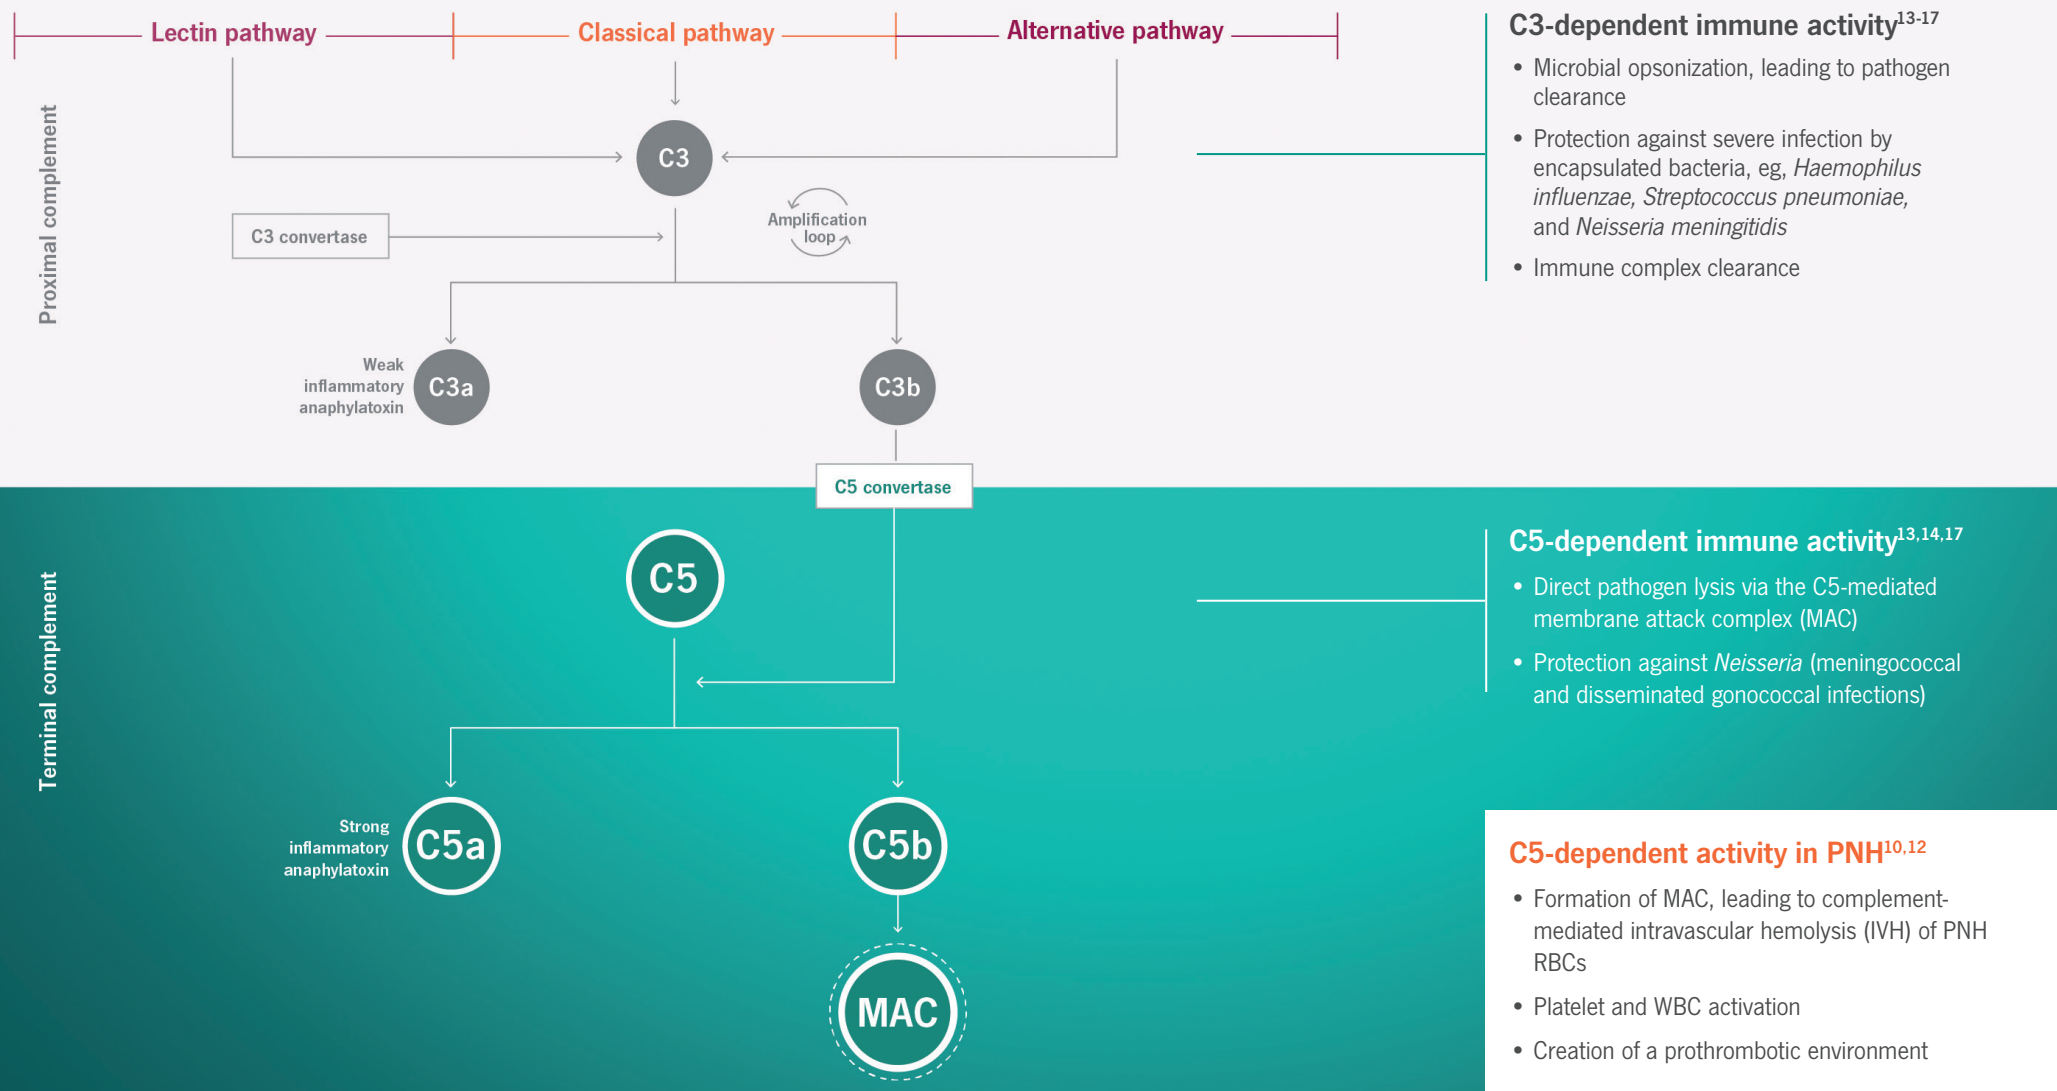 Lectin pathway
Classical pathway
Alternative pathway
Proximal complement
C3
C3 convertase
Amplification
loop
Weak
inflammatory
anaphylatoxin
C3a
C3b
C5 convertase
C3-dependent immune activity13-17
• Microbial opsonization, leading to pathogen
clearance
• Protection against severe infection by
encapsulated bacteria, eg, Haemophilus
influenzae, Streptococcus pneumoniae,
and Neisseria meningitidis
• Immune complex clearance
Terminal complement
C5
Strong
inflammatory
anaphylatoxin
C5a
C5b
MAC
C5-dependent immune activity13,14,17
• Direct pathogen lysis via the C5-mediated
membrane attack complex (MAC)
• Protection against Neisseria (meningococcal
and disseminated gonococcal infections)
C5-dependent activity in PNH10,12
• Formation of MAC, leading to complement-
mediated intravascular hemolysis (IVH) of PNH
RBCs
• Platelet and WBC activation
• Creation of a prothrombotic environment